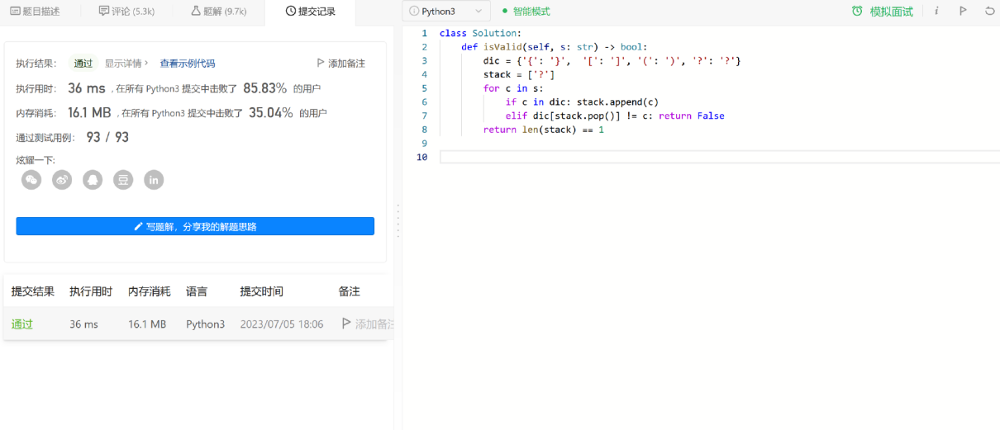 题目描述 评论 (5.3k) 题解 (9.7k) 提交记录
执行结果： 通过 显示详情 › 查看示例代码 添加备注
执行用时： 36 ms , 在所有 Python3 提交中击败了 85.83% 的用户
内存消耗： 16.1 MB , 在所有 Python3 提交中击败了 35.04% 的用户
通过测试用例： 93 / 93
炫耀一下:
豆 in
写题解，分享我的解题思路
提交结果 执行用时 内存消耗 语言 提交时间 备注
通过 36 ms 16.1 MB Python3 2023/07/05 18:06 添加备注
i Python3 智能模式 模拟面试 i
1 class Solution:
2     def isValid(self, s: str) -> bool:
3         dic = {'{': '}',  '[': ']', '(': ')', '?': '?'}
4         stack = ['?']
5         for c in s:
6             if c in dic: stack.append(c)
7             elif dic[stack.pop()] != c: return False
8         return len(stack) == 1
9
10